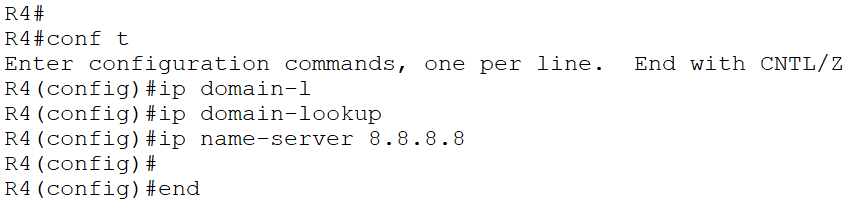 R4#
R4#conf t
Enter configuration commands, one per line.  End with CNTL/Z
R4(config)#ip domain-l
R4(config)#ip domain-lookup
R4(config)#ip name-server 8.8.8.8
R4(config)#
R4(config)#end